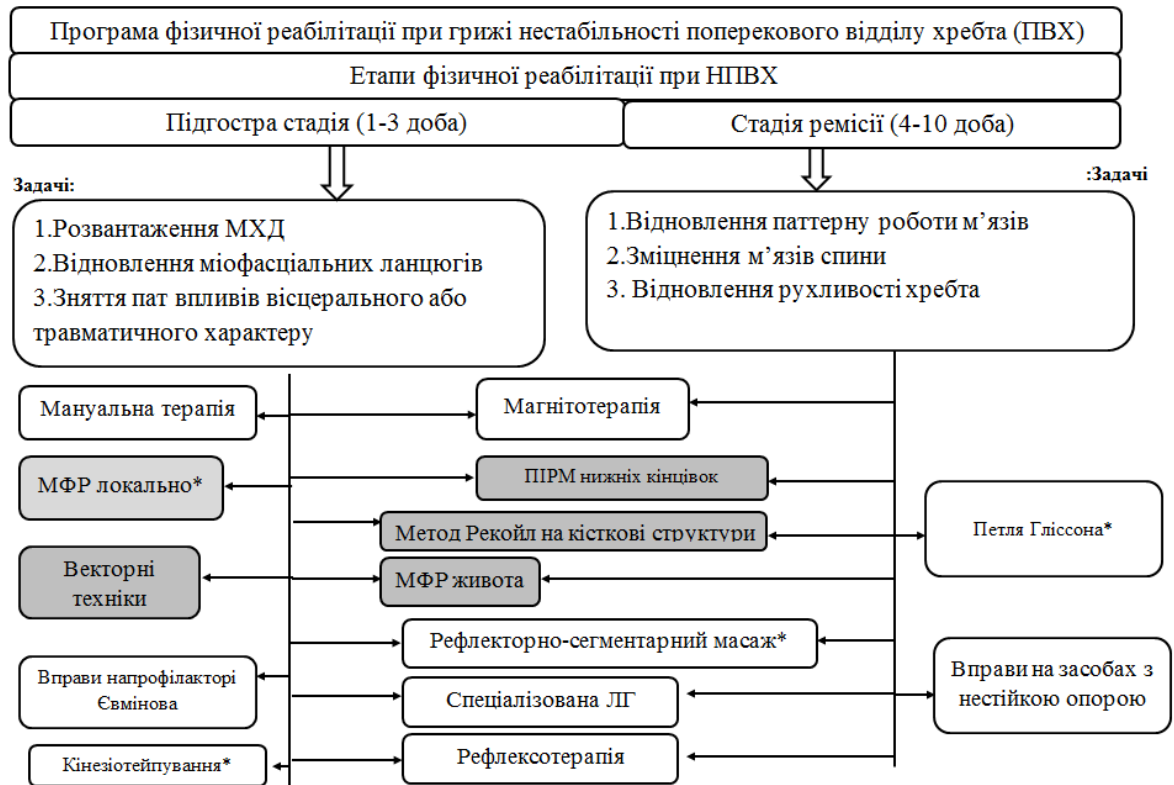 Програма фізичної реабілітації при грижі нестабільності поперекового відділу хребта (ПВХ)
Етапи фізичної реабілітації при НПВХ
Підгостра стадія (1-3 доба)
Стадія ремісії (4-10 доба)
Задачі:
:Задачі
1.Розвантаження МХД
2.Відновлення міофасціальних ланцюгів
3.Зняття пат впливів вісцерального або
травматичного характеру
1.Відновлення паттерну роботи м’язів
2.Зміцнення м’язів спини
3. Відновлення рухливості хребта
Мануальна терапія
Магнітотерапія
МФР локально*
ПІРМ нижніх кінцівок
Метод Рекойл на кісткові структури
Петля Гліссона*
Векторні
техніки
МФР живота
Рефлекторно-сегментарний масаж*
Вправи напрофілакторі
Євмінова
Спеціалізована ЛГ
Вправи на засобах з
нестійкою опорою
Кінезіотейпування*
Рефлексотерапія